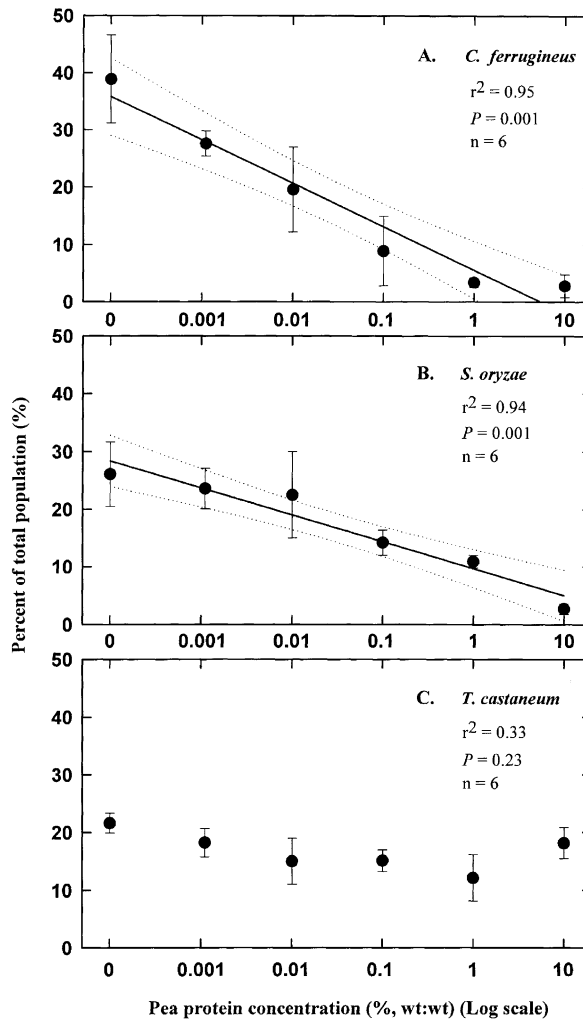 50
40
30
20
10
0
A. C. ferrugineus
r2 = 0.95
P = 0.001
n = 6
0 0.001 0.01 0.1 1 10
50
40
30
20
10
0
B. S. oryzae
r2 = 0.94
P = 0.001
n = 6
0 0.001 0.01 0.1 1 10
Percent of total population (%)
50
40
30
20
10
0
C. T. castaneum
r2 = 0.33
P = 0.23
n = 6
0 0.001 0.01 0.1 1 10
Pea protein concentration (%, wt:wt) (Log scale)